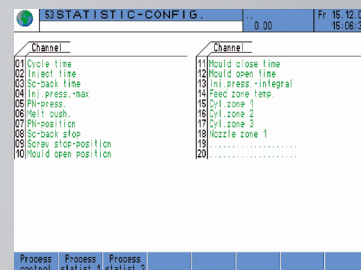 53 STATISTIC-CONFIG.
..
0.00
Fr 15.12.0
15:06:3
Channel
01 Cycle time
02 Inject time
03 Sc-back time
04 Inj.press.-max
05 PN-press.
06 Melt cush.
07 PN-position
08 Sc-back stop
09 Screw stop-position
10 Mould open position
Channel
11 Mould close time
12 Mould open time
13 Inj.press.-integral
14 Feed zone temp.
15 Cyl.zone 1
16 Cyl.zone 2
17 Cyl.zone 3
18 Nozzle zone 1
19 ....................
20 ....................
Process control
Process statist.1
Process statist.2